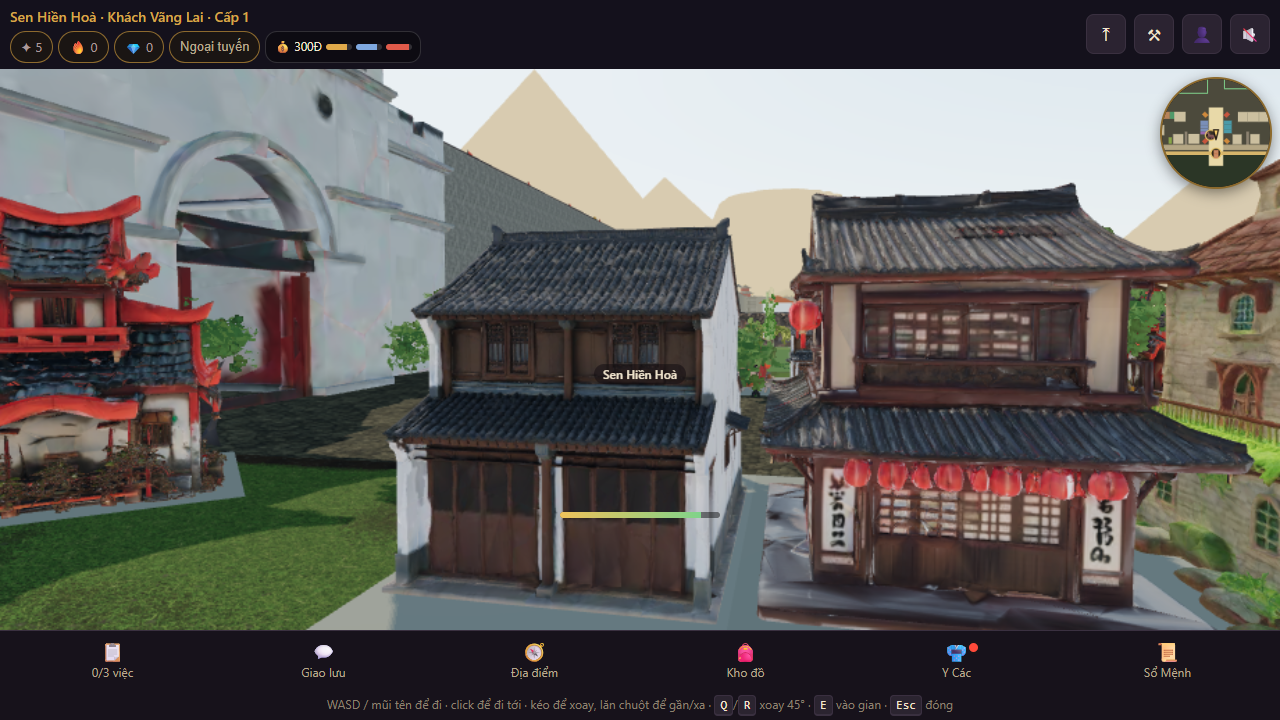 Sen Hiền Hoà · Khách Vãng Lai · Cấp 1
5
0
0
Ngoại tuyến
300Đ
Sen Hiền Hoà
0/3 việc
Giao lưu
Địa điểm
Kho đồ
Y Các
Sổ Mệnh
WASD / mũi tên để đi · click để đi tới · kéo để xoay, lăn chuột để gần/xa · Q / R xoay 45° · E vào gian · Esc đóng